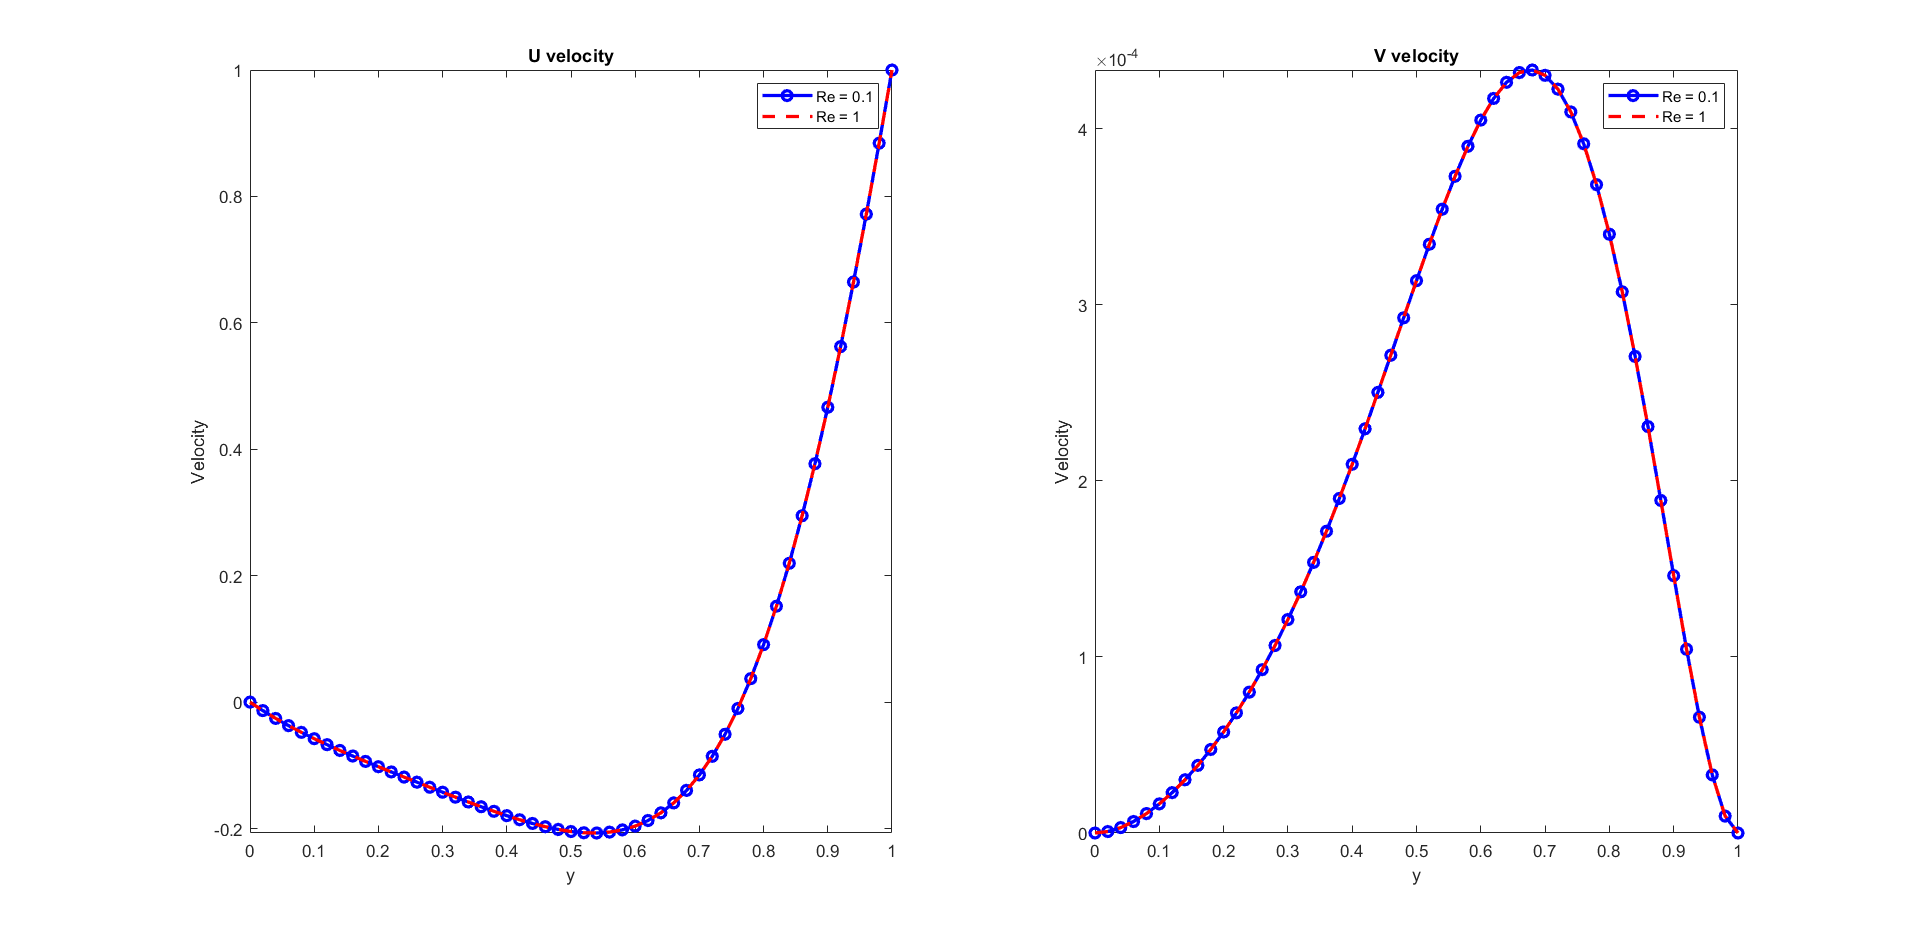 U velocity
1
0.8
0.6
0.4
0.2
0
-0.2
Velocity
0 0.1 0.2 0.3 0.4 0.5 0.6 0.7 0.8 0.9 1
y
Re = 0.1
Re = 1
V velocity
×10-4
4
3
2
1
0
Velocity
0 0.1 0.2 0.3 0.4 0.5 0.6 0.7 0.8 0.9 1
y
Re = 0.1
Re = 1